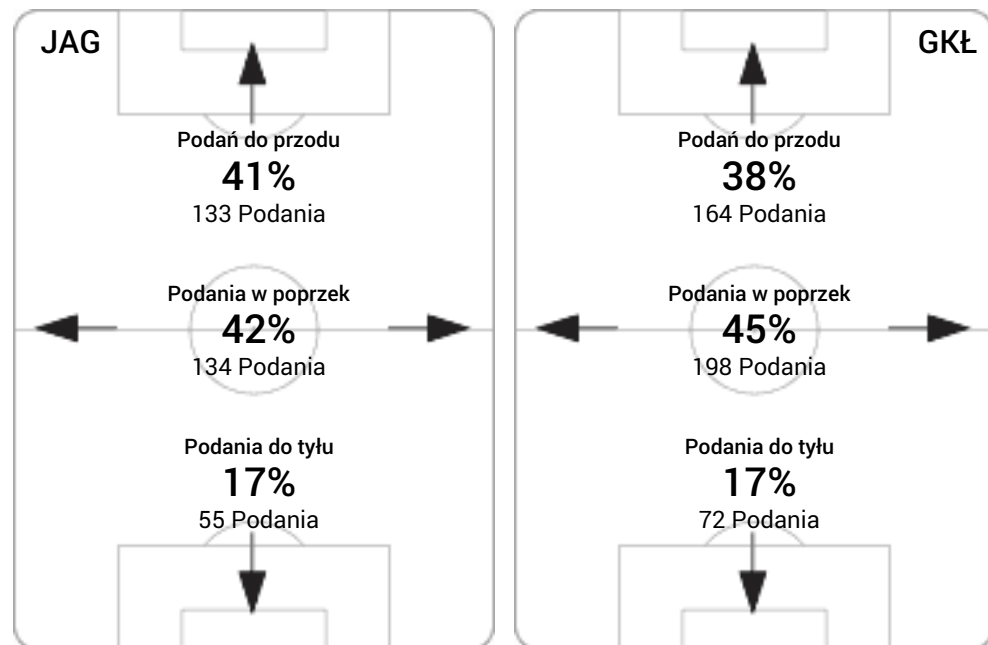 JAG
Podań do przodu
41%
133 Podania
Podania w poprzek
42%
134 Podania
Podania do tyłu
17%
55 Podania
GKŁ
Podań do przodu
38%
164 Podania
Podania w poprzek
45%
198 Podania
Podania do tyłu
17%
72 Podania